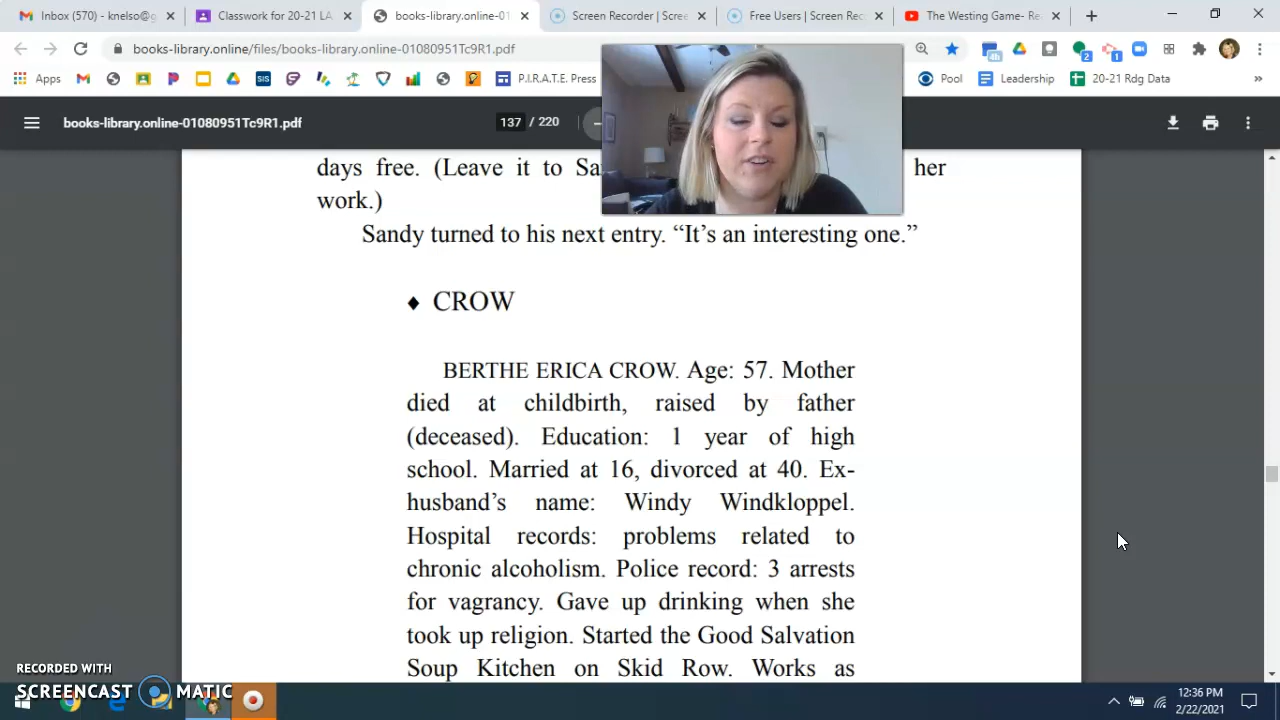 Inbox (570) - knelso@g
Classwork for 20-21 LA
books-library.online-01
Screen Recorder | Scree
Free Users | Screen Rec
The Westing Game- Re
books-library.online/files/books-library.online-01080951Tc9R1.pdf
Apps
SIS
P.I.R.A.T.E. Press
Pool
Leadership
20-21 Rdg Data
books-library.online-01080951Tc9R1.pdf
137 / 220
days free. (Leave it to Sa her
work.)
Sandy turned to his next entry. “It’s an interesting one.”
♦ CROW
BERTHE ERICA CROW. Age: 57. Mother
died at childbirth, raised by father
(deceased). Education: 1 year of high
school. Married at 16, divorced at 40. Ex-
husband’s name: Windy Windkloppel.
Hospital records: problems related to
chronic alcoholism. Police record: 3 arrests
for vagrancy. Gave up drinking when she
took up religion. Started the Good Salvation
Soup Kitchen on Skid Row. Works as
RECORDED WITH
SCREENCAST MATIC
12:36 PM
2/22/2021